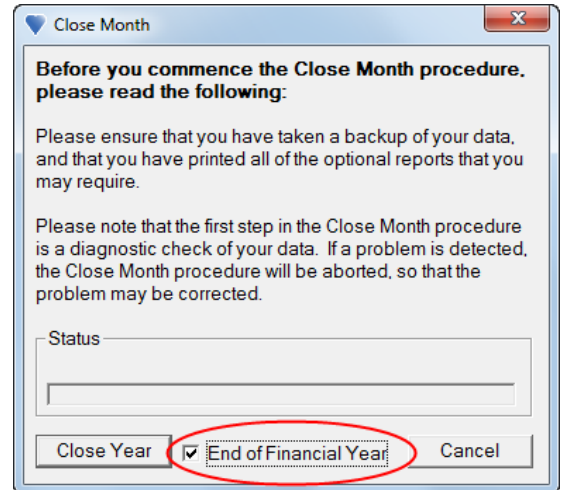 Close Month
Before you commence the Close Month procedure,
please read the following:
Please ensure that you have taken a backup of your data,
and that you have printed all of the optional reports that you
may require.
Please note that the first step in the Close Month procedure
is a diagnostic check of your data.  If a problem is detected,
the Close Month procedure will be aborted, so that the
problem may be corrected.
Status
Close Year End of Financial Year Cancel